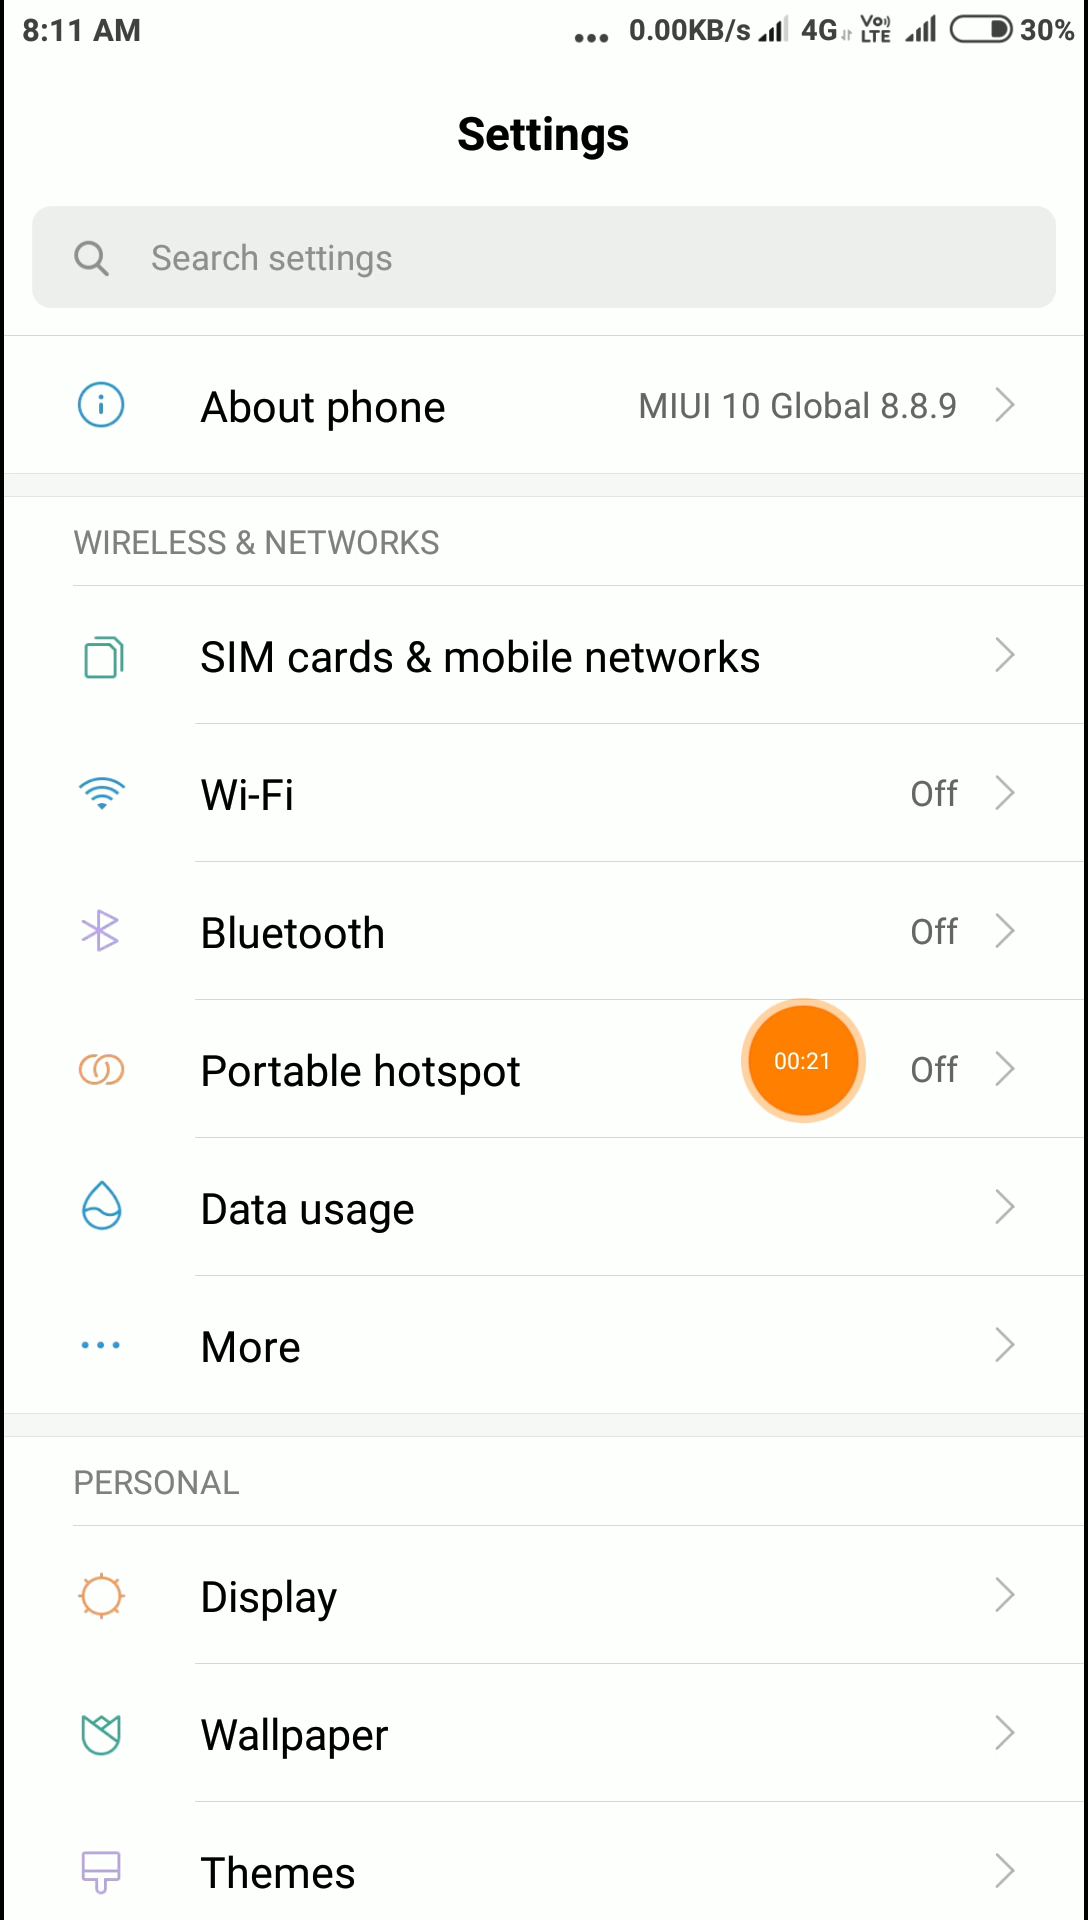 8:11 AM ... 0.00KB/s 4G Vo)) LTE 30%
Settings
Search settings
About phone MIUI 10 Global 8.8.9
WIRELESS & NETWORKS
SIM cards & mobile networks
Wi-Fi Off
Bluetooth Off
Portable hotspot 00:21 Off
Data usage
More
PERSONAL
Display
Wallpaper
Themes